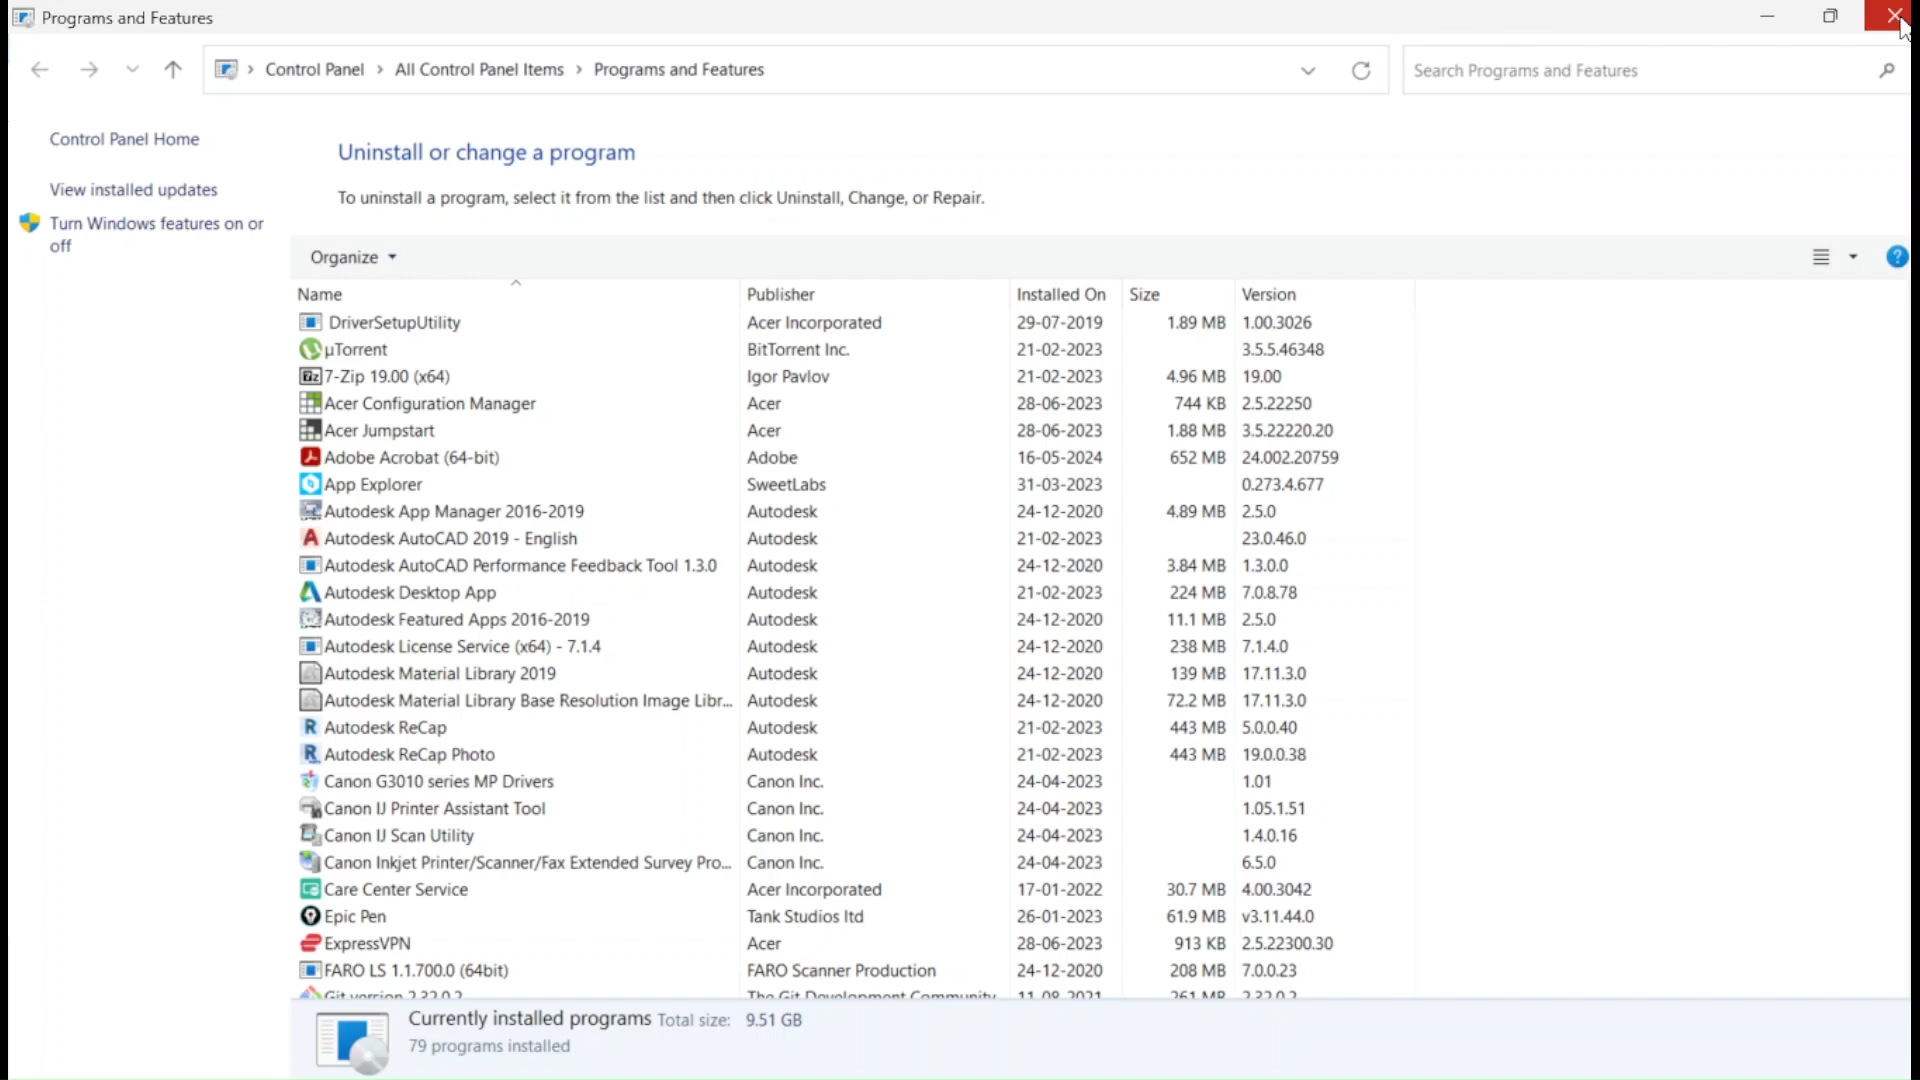 Programs and Features
Control Panel > All Control Panel Items > Programs and Features
Search Programs and Features
Control Panel Home
View installed updates
Turn Windows features on or
off
Uninstall or change a program
To uninstall a program, select it from the list and then click Uninstall, Change, or Repair.
Organize
?
Name Publisher Installed On Size Version
DriverSetupUtility Acer Incorporated 29-07-2019 1.89 MB 1.00.3026
µTorrent BitTorrent Inc. 21-02-2023 3.5.5.46348
7-Zip 19.00 (x64) Igor Pavlov 21-02-2023 4.96 MB 19.00
Acer Configuration Manager Acer 28-06-2023 744 KB 2.5.22250
Acer Jumpstart Acer 28-06-2023 1.88 MB 3.5.22220.20
Adobe Acrobat (64-bit) Adobe 16-05-2024 652 MB 24.002.20759
App Explorer SweetLabs 31-03-2023 0.273.4.677
Autodesk App Manager 2016-2019 Autodesk 24-12-2020 4.89 MB 2.5.0
Autodesk AutoCAD 2019 - English Autodesk 21-02-2023 23.0.46.0
Autodesk AutoCAD Performance Feedback Tool 1.3.0 Autodesk 24-12-2020 3.84 MB 1.3.0.0
Autodesk Desktop App Autodesk 21-02-2023 224 MB 7.0.8.78
Autodesk Featured Apps 2016-2019 Autodesk 24-12-2020 11.1 MB 2.5.0
Autodesk License Service (x64) - 7.1.4 Autodesk 24-12-2020 238 MB 7.1.4.0
Autodesk Material Library 2019 Autodesk 24-12-2020 139 MB 17.11.3.0
Autodesk Material Library Base Resolution Image Libr... Autodesk 24-12-2020 72.2 MB 17.11.3.0
Autodesk ReCap Autodesk 21-02-2023 443 MB 5.0.0.40
Autodesk ReCap Photo Autodesk 21-02-2023 443 MB 19.0.0.38
Canon G3010 series MP Drivers Canon Inc. 24-04-2023 1.01
Canon IJ Printer Assistant Tool Canon Inc. 24-04-2023 1.05.1.51
Canon IJ Scan Utility Canon Inc. 24-04-2023 1.4.0.16
Canon Inkjet Printer/Scanner/Fax Extended Survey Pro... Canon Inc. 24-04-2023 6.5.0
Care Center Service Acer Incorporated 17-01-2022 30.7 MB 4.00.3042
Epic Pen Tank Studios ltd 26-01-2023 61.9 MB v3.11.44.0
ExpressVPN Acer 28-06-2023 913 KB 2.5.22300.30
FARO LS 1.1.700.0 (64bit) FARO Scanner Production 24-12-2020 208 MB 7.0.0.23
Git version 2.32.0.2 The Git Development Community 11-08-2021 261 MB 2.32.0.2
Currently installed programs Total size: 9.51 GB
79 programs installed